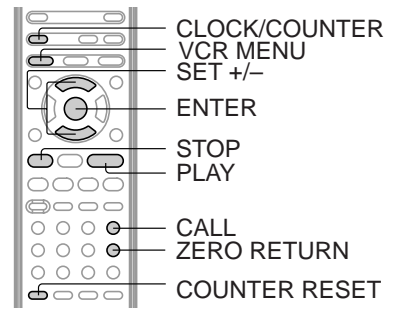 CLOCK/COUNTER
VCR MENU
SET +/–
ENTER
STOP
PLAY
CALL
ZERO RETURN
COUNTER RESET